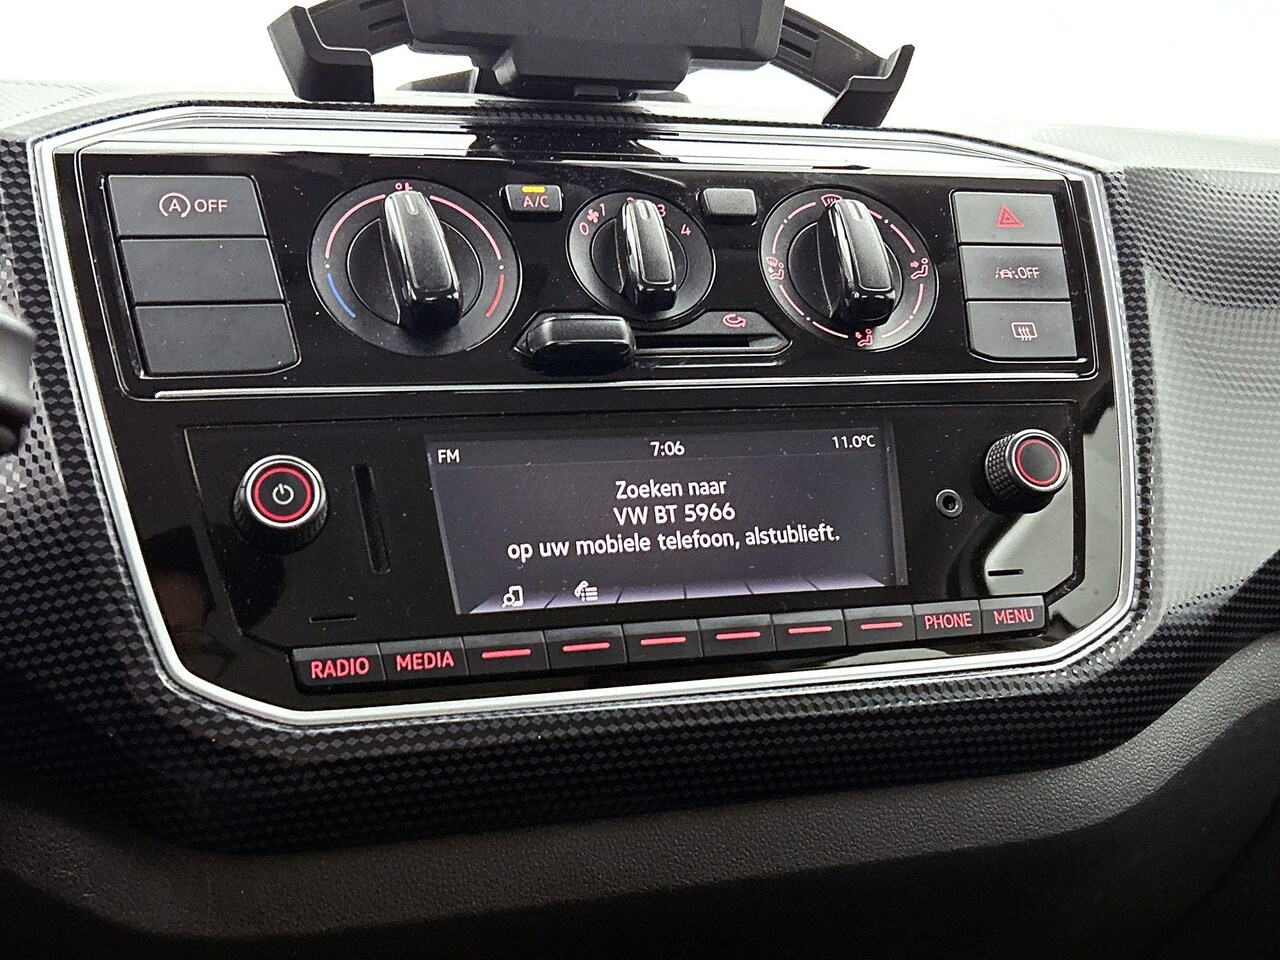 A OFF
A/C
0 1
3
4
OFF
FM 7:06 11.0°C
Zoeken naar
VW BT 5966
op uw mobiele telefoon, alstublieft.
RADIO MEDIA PHONE MENU